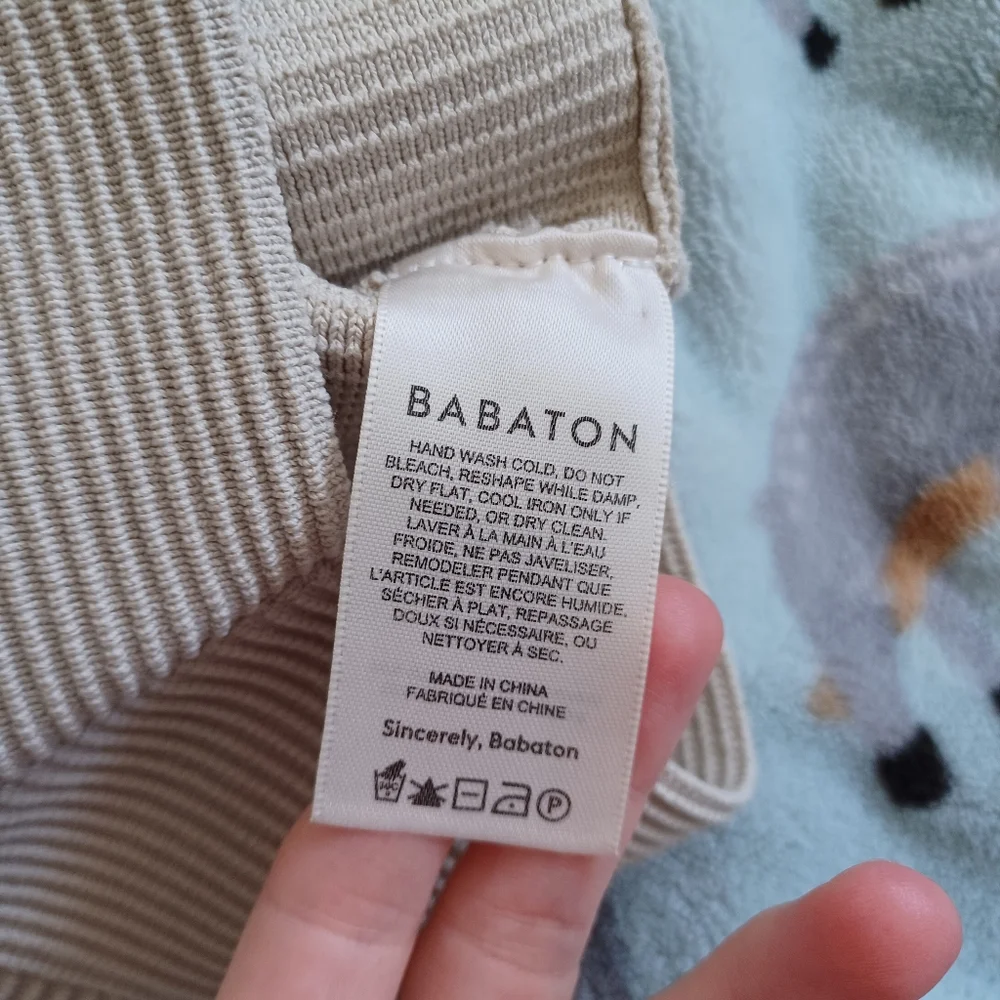 BABATON
HAND WASH COLD, DO NOT
BLEACH, RESHAPE WHILE DAMP,
DRY FLAT, COOL IRON ONLY IF
NEEDED, OR DRY CLEAN.
LAVER À LA MAIN À L'EAU
FROIDE, NE PAS JAVELISER,
REMODELER PENDANT QUE
L'ARTICLE EST ENCORE HUMIDE,
SÉCHER À PLAT, REPASSAGE
DOUX SI NÉCESSAIRE, OU
NETTOYER À SEC.
MADE IN CHINA
FABRIQUÉ EN CHINE
Sincerely, Babaton
P